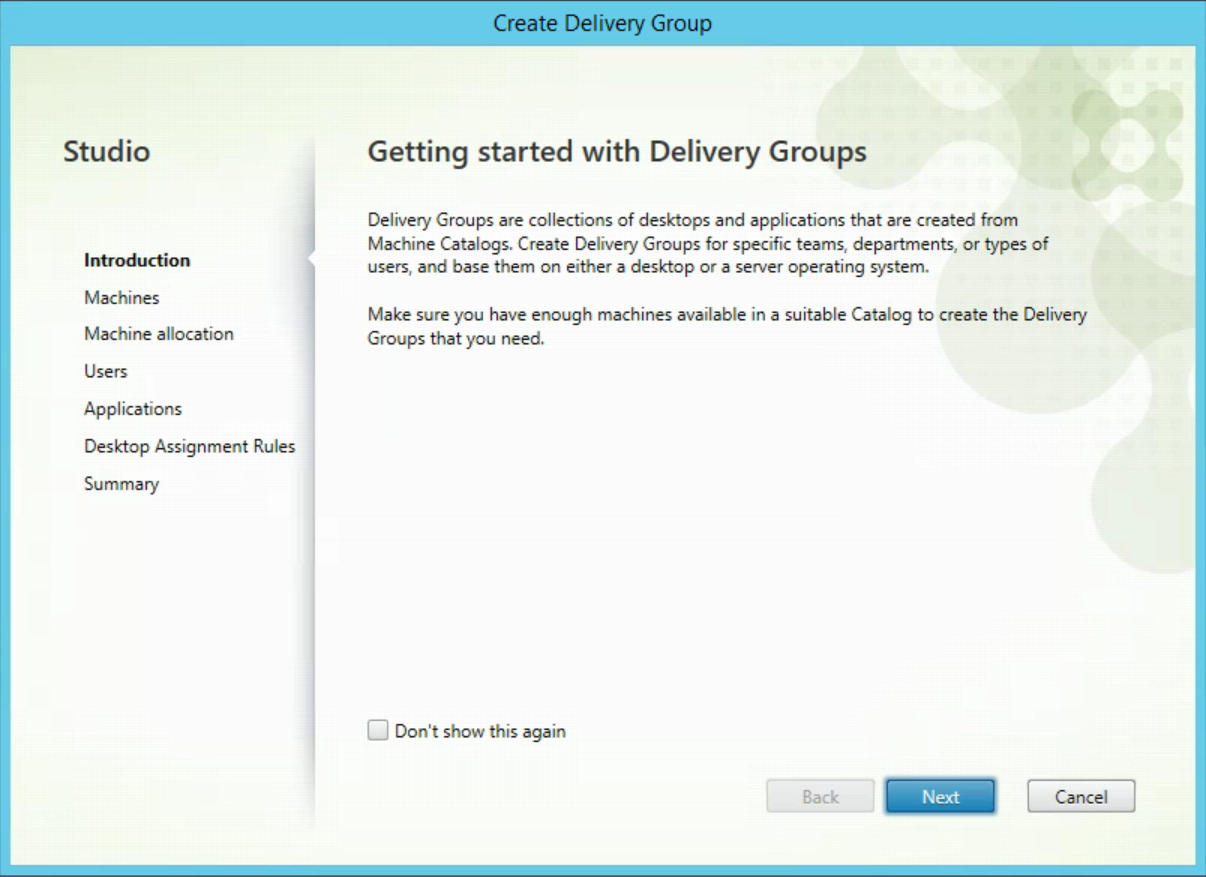 Create Delivery Group
Studio
Introduction
Machines
Machine allocation
Users
Applications
Desktop Assignment Rules
Summary
Getting started with Delivery Groups
Delivery Groups are collections of desktops and applications that are created from
Machine Catalogs. Create Delivery Groups for specific teams, departments, or types of
users, and base them on either a desktop or a server operating system.
Make sure you have enough machines available in a suitable Catalog to create the Delivery
Groups that you need.
Don't show this again
Back
Next
Cancel